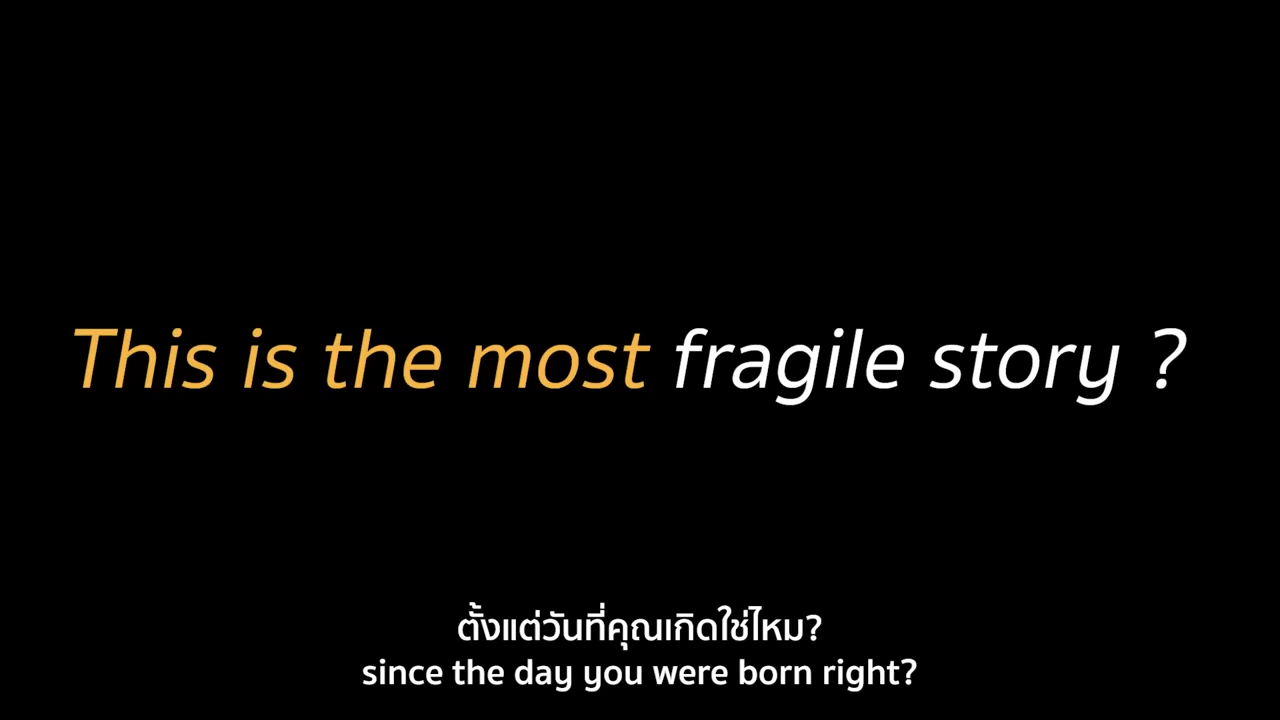 This is the most fragile story ?
ตั้งแต่วันที่คุณเกิดใช่ไหม?
since the day you were born right?